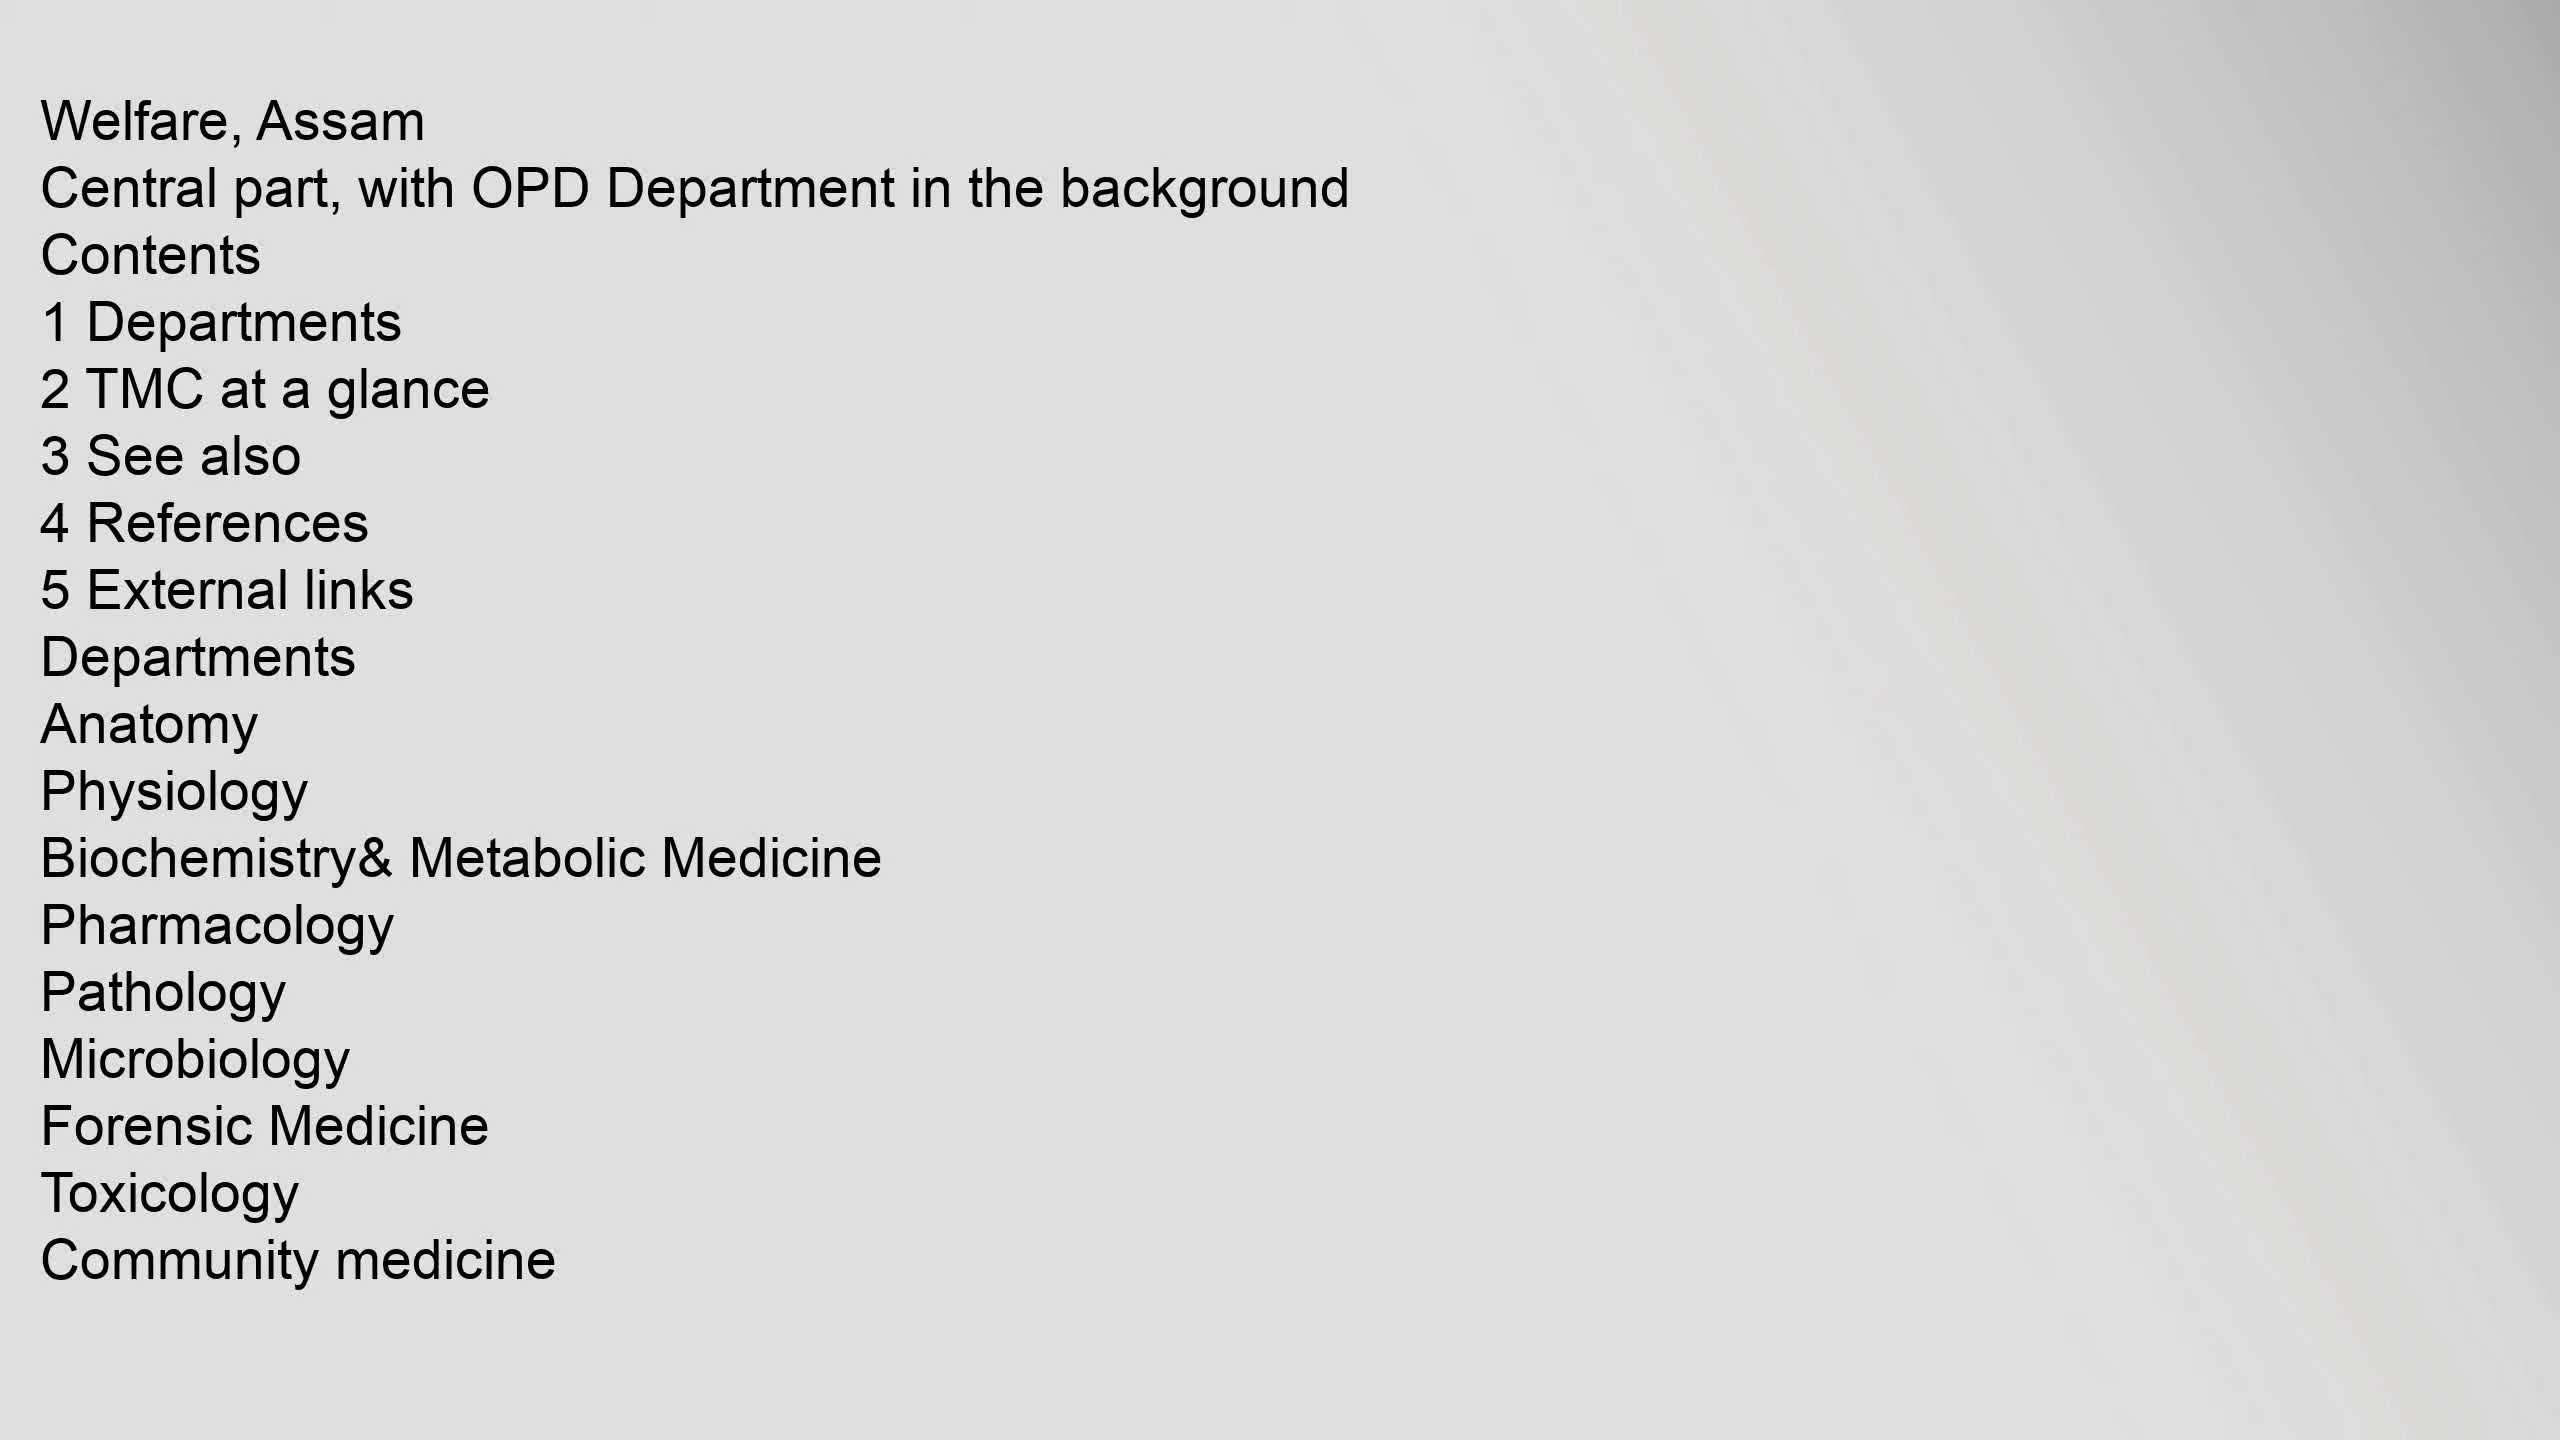 Welfare, Assam
Central part, with OPD Department in the background
Contents
1 Departments
2 TMC at a glance
3 See also
4 References
5 External links
Departments
Anatomy
Physiology
Biochemistry& Metabolic Medicine
Pharmacology
Pathology
Microbiology
Forensic Medicine
Toxicology
Community medicine